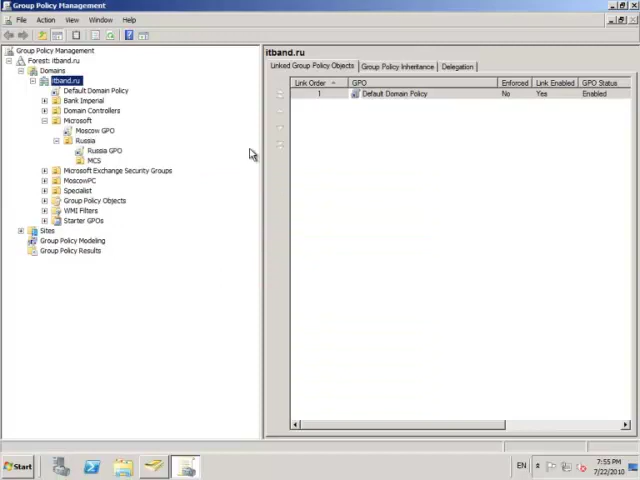 Group Policy Management
File Action View Window Help
Group Policy Management
Forest: itband.ru
Domains
itband.ru
Default Domain Policy
Bank Imperial
Domain Controllers
Microsoft
Moscow GPO
Russia
Russia GPO
MCS
Microsoft Exchange Security Groups
MoskowPC
Specialist
Group Policy Objects
WMI Filters
Starter GPOs
Sites
Group Policy Modeling
Group Policy Results
itband.ru
Linked Group Policy Objects Group Policy Inheritance Delegation
Link Order GPO Enforced Link Enabled GPO Status
1 Default Domain Policy No Yes Enabled
Start EN 7:55 PM
7/22/2010